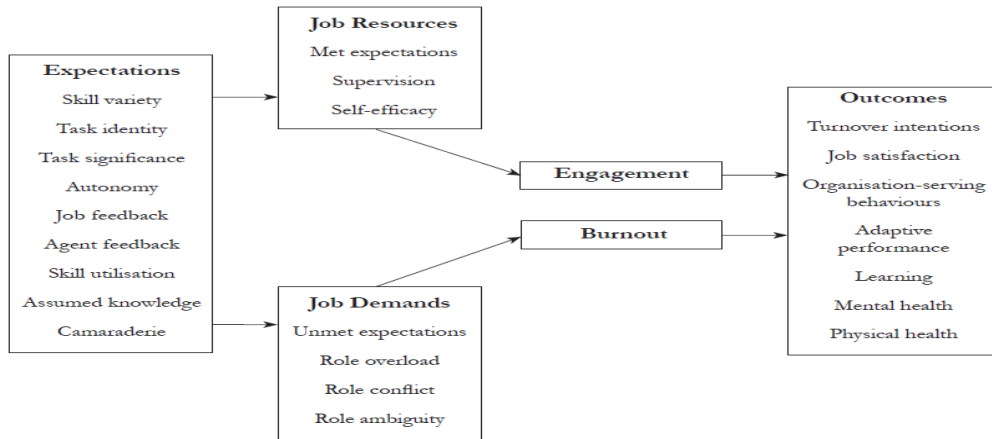 Expectations
Skill variety
Task identity
Task significance
Autonomy
Job feedback
Agent feedback
Skill utilisation
Assumed knowledge
Camaraderie
Job Resources
Met expectations
Supervision
Self-efficacy
Job Demands
Unmet expectations
Role overload
Role conflict
Role ambiguity
Engagement
Burnout
Outcomes
Turnover intentions
Job satisfaction
Organisation-serving
behaviours
Adaptive
performance
Learning
Mental health
Physical health